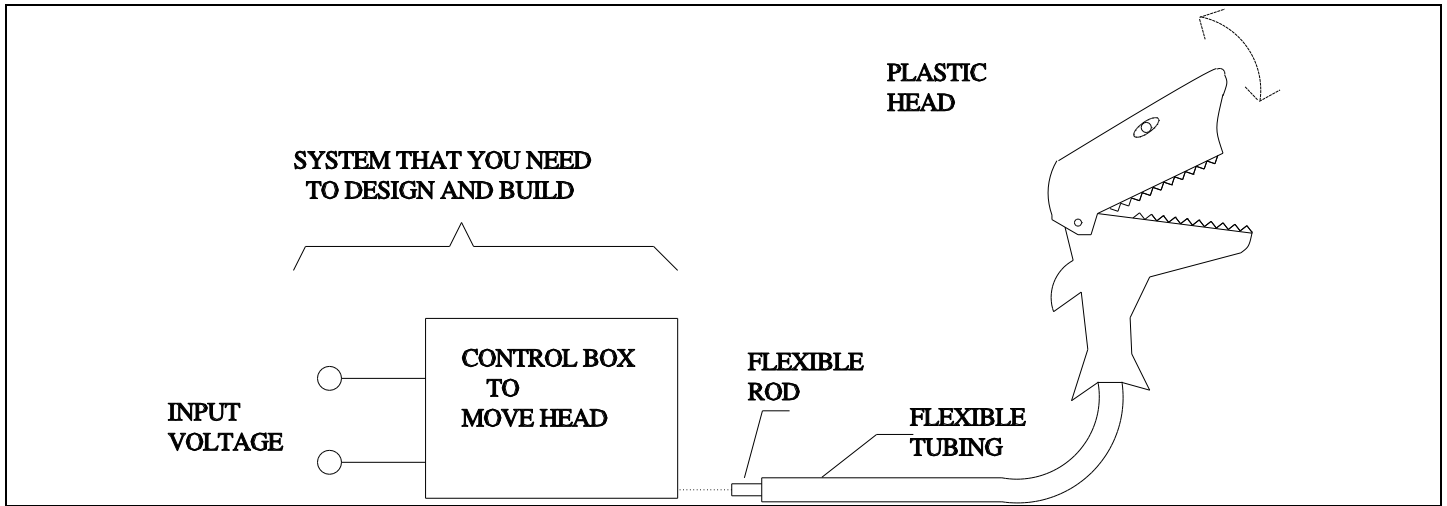 PLASTIC
HEAD
SYSTEM THAT YOU NEED
TO DESIGN AND BUILD
CONTROL BOX
TO
MOVE HEAD
INPUT
VOLTAGE
FLEXIBLE
ROD
FLEXIBLE
TUBING